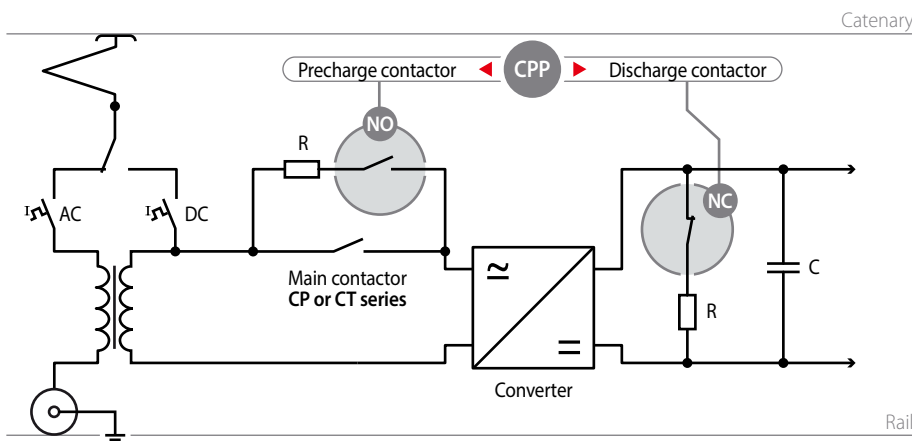 Catenary
Precharge contactor
CPP
Discharge contactor
NO
R
NC
I
AC
I
DC
Main contactor
CP or CT series
C
R
Converter
Rail